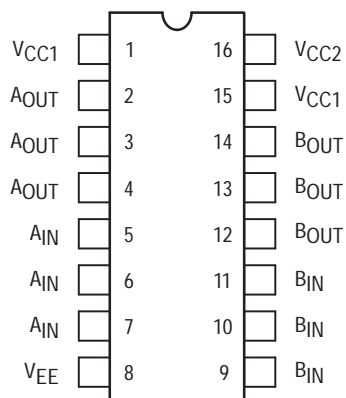 VCC1 1 16 VCC2
AOUT 2 15 VCC1
AOUT 3 14 BOUT
AOUT 4 13 BOUT
AIN 5 12 BOUT
AIN 6 11 BIN
AIN 7 10 BIN
VEE 8 9 BIN